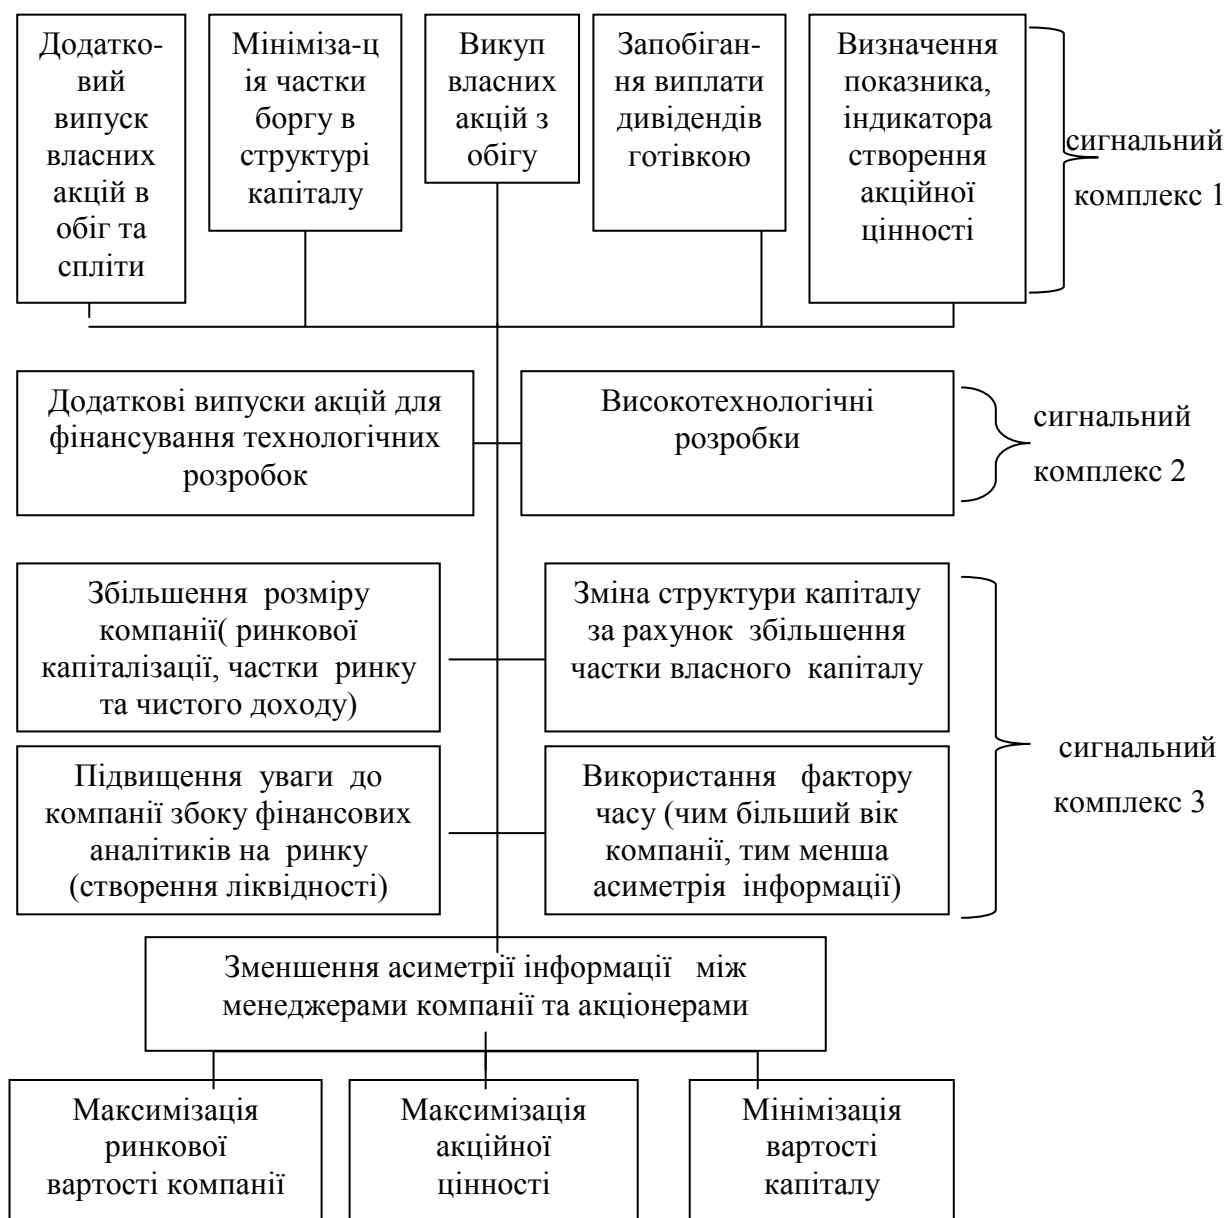 Додатко-
вий
випуск
власних
акцій в
обіг та
спліти
Мініміза-ц
ія частки
боргу в
структурі
капіталу
Викуп
власних
акцій з
обігу
Запобіган-
ня виплати
дивідендів
готівкою
Визначення
показника,
індикатора
створення
акційної
цінності
сигнальний
комплекс 1
Додаткові випуски акцій для
фінансування технологічних
розробок
Високотехнологічні
розробки
сигнальний
комплекс 2
Збільшення розміру
компанії( ринкової
капіталізації, частки ринку
та чистого доходу)
Зміна структури капіталу
за рахунок збільшення
частки власного капіталу
Підвищення уваги до
компанії збоку фінансових
аналітиків на ринку
(створення ліквідності)
Використання фактору
часу (чим більший вік
компанії, тим менша
асиметрія інформації)
сигнальний
комплекс 3
Зменшення асиметрії інформації між
менеджерами компанії та акціонерами
Максимізація
ринкової
вартості компанії
Максимізація
акційної
цінності
Мінімізація
вартості
капіталу